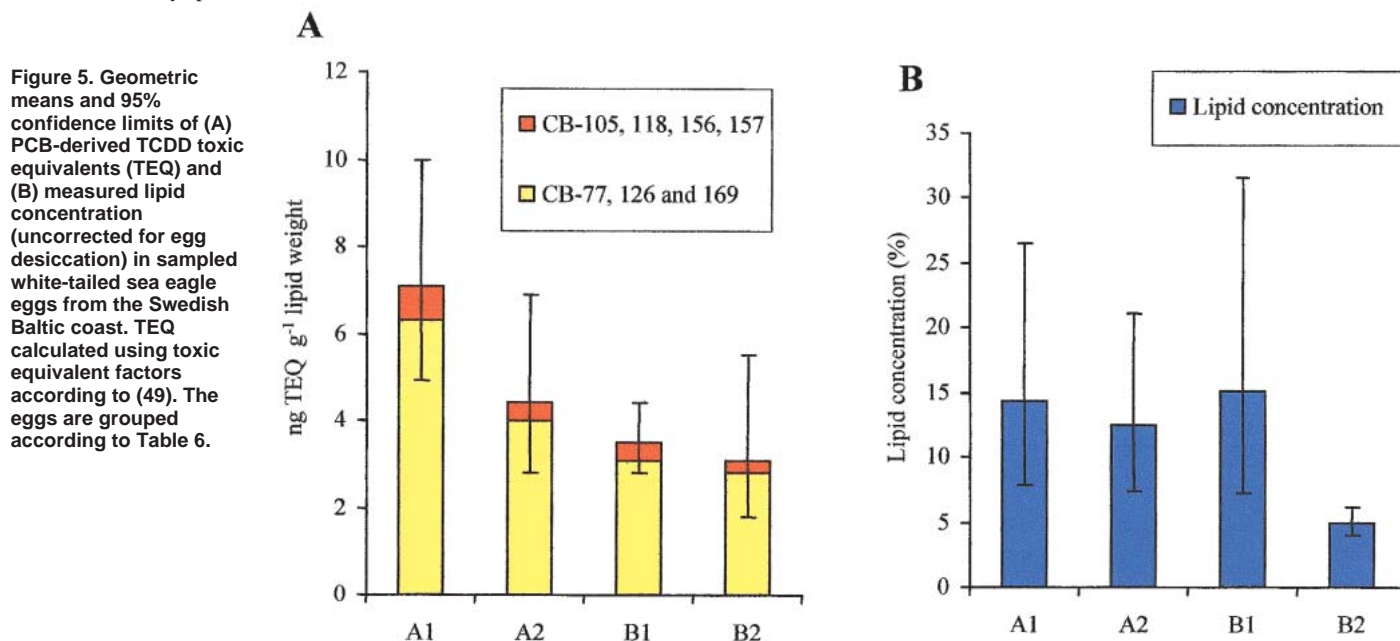 Figure 5. Geometric
means and 95%
confidence limits of (A)
PCB-derived TCDD toxic
equivalents (TEQ) and
(B) measured lipid
concentration
(uncorrected for egg
desiccation) in sampled
white-tailed sea eagle
eggs from the Swedish
Baltic coast. TEQ
calculated using toxic
equivalent factors
according to (49). The
eggs are grouped
according to Table 6.
A
ng TEQ g⁻¹ lipid weight
12
10
8
6
4
2
0
CB-105, 118, 156, 157
CB-77, 126 and 169
A1 A2 B1 B2
B
Lipid concentration
Lipid concentration (%)
35
30
25
20
15
10
5
0
A1 A2 B1 B2